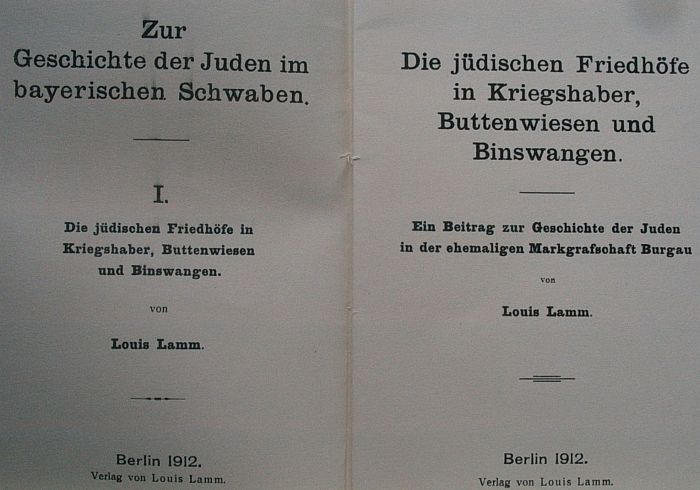 Zur
Geschichte der Juden im
bayerischen Schwaben.
I.
Die jüdischen Friedhöfe in
Kriegshaber, Buttenwiesen
und Binswangen.
von
Louis Lamm.
Berlin 1912.
Verlag von Louis Lamm.
Die jüdischen Friedhöfe
in Kriegshaber,
Buttenwiesen und
Binswangen.
Ein Beitrag zur Geschichte der Juden
in der ehemaligen Markgrafschaft Burgau
von
Louis Lamm.
Berlin 1912.
Verlag von Louis Lamm.